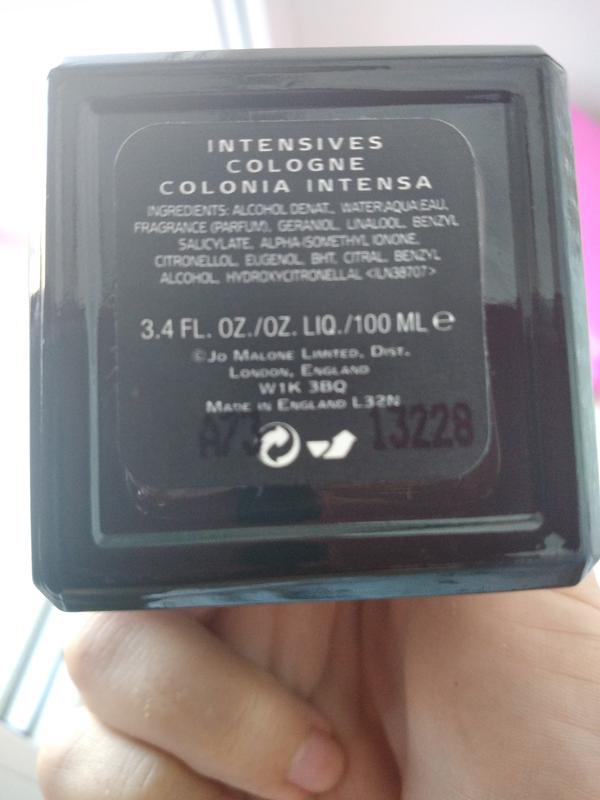 INTENSIVES
COLOGNE
COLONIA INTENSA
INGREDIENTS: ALCOHOL DENAT., WATER\AQUA\EAU,
FRAGRANCE (PARFUM), GERANIOL, LINALOOL, BENZYL
SALICYLATE, ALPHA-ISOMETHYL IONONE,
CITRONELLOL, EUGENOL, BHT, CITRAL, BENZYL
ALCOHOL, HYDROXYCITRONELLAL <ILN38707>
3.4 FL. OZ./OZ. LIQ./100 ML ℮
©JO MALONE LIMITED, DIST.
LONDON, ENGLAND
W1K 3BQ
MADE IN ENGLAND L32N
A73 13228